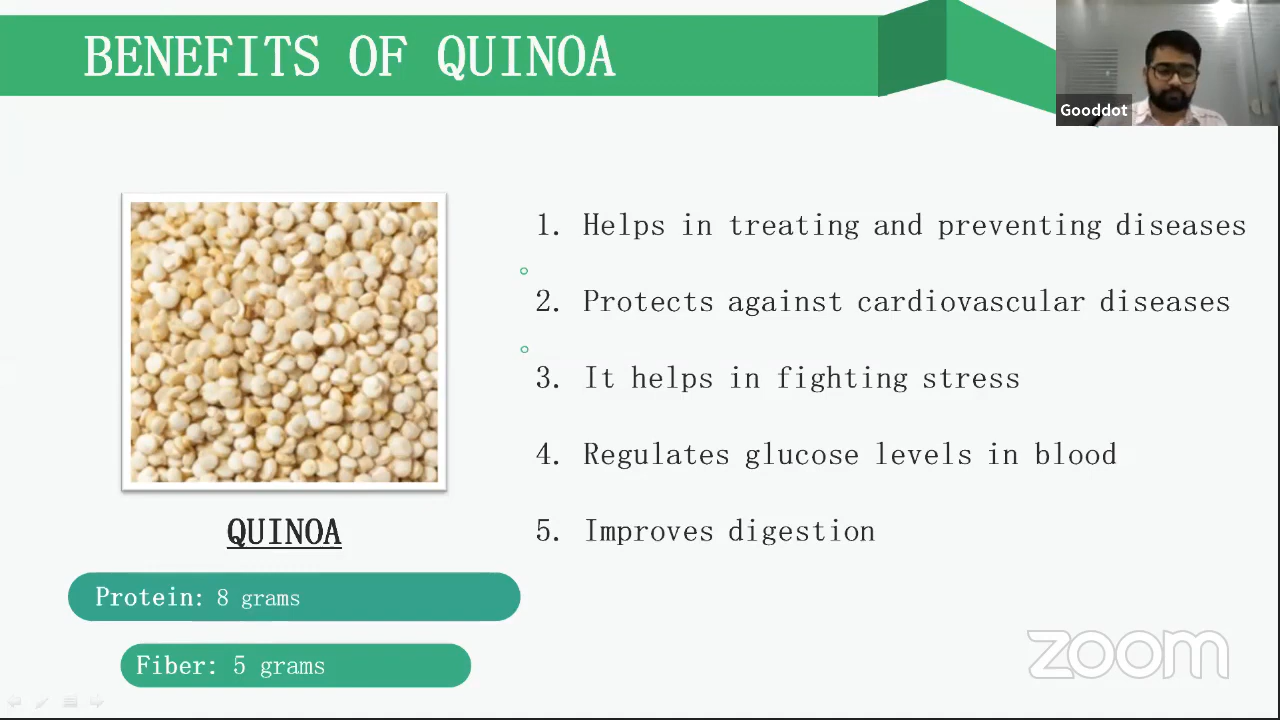 BENEFITS OF QUINOA
Gooddot
1. Helps in treating and preventing diseases
2. Protects against cardiovascular diseases
3. It helps in fighting stress
4. Regulates glucose levels in blood
5. Improves digestion
QUINOA
Protein: 8 grams
Fiber: 5 grams
zoom